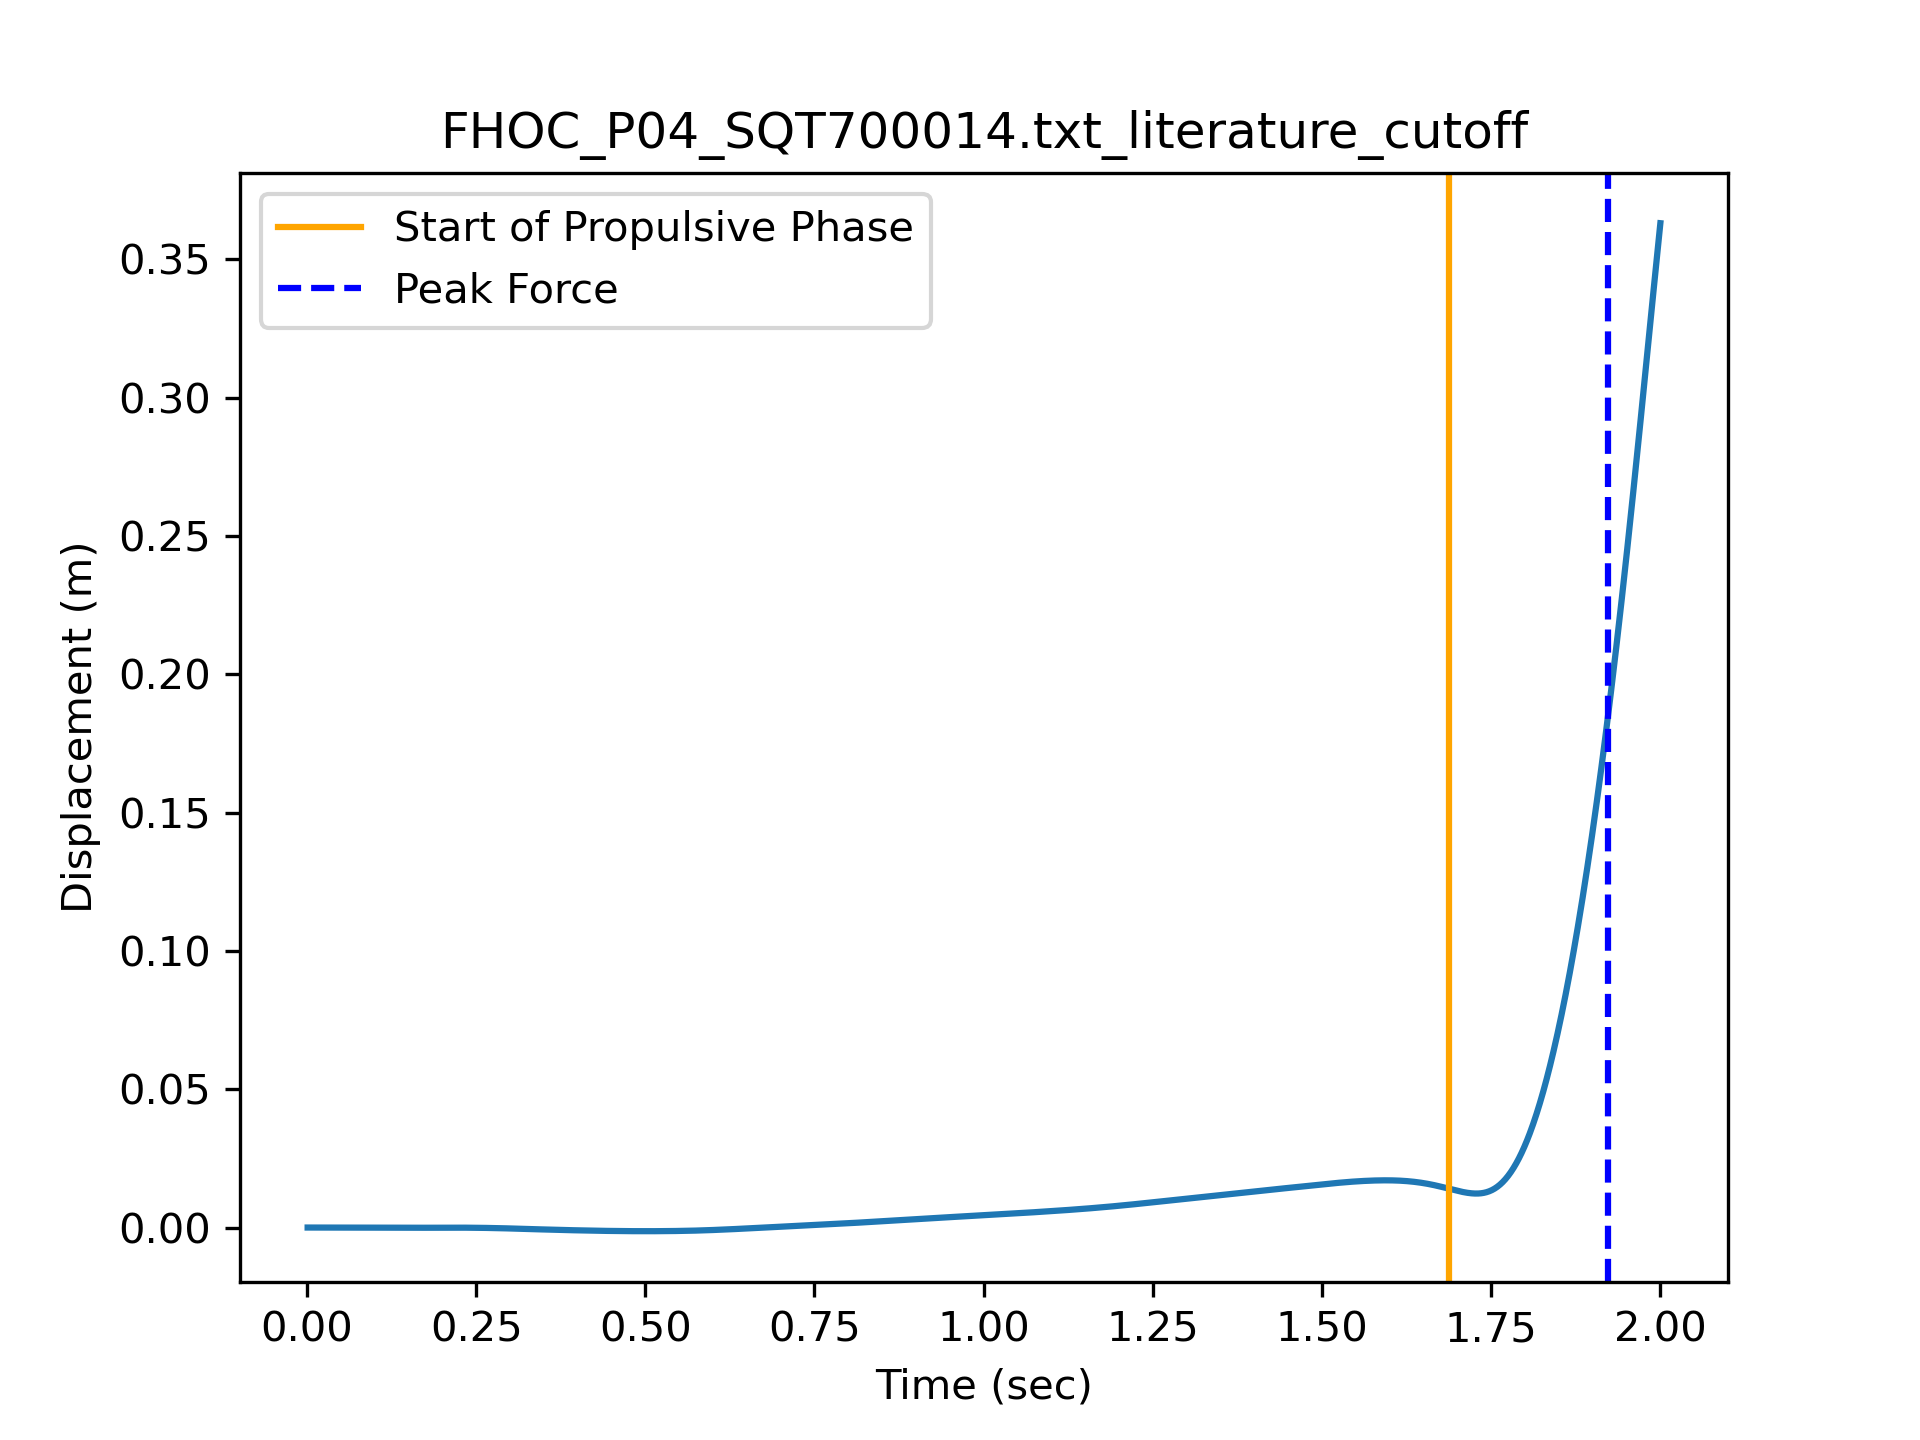 FHOC_P04_SQT700014.txt_literature_cutoff
Start of Propulsive Phase
Peak Force
0.35
0.30
0.25
0.20
0.15
0.10
0.05
0.00
Displacement (m)
0.00 0.25 0.50 0.75 1.00 1.25 1.50 1.75 2.00
Time (sec)